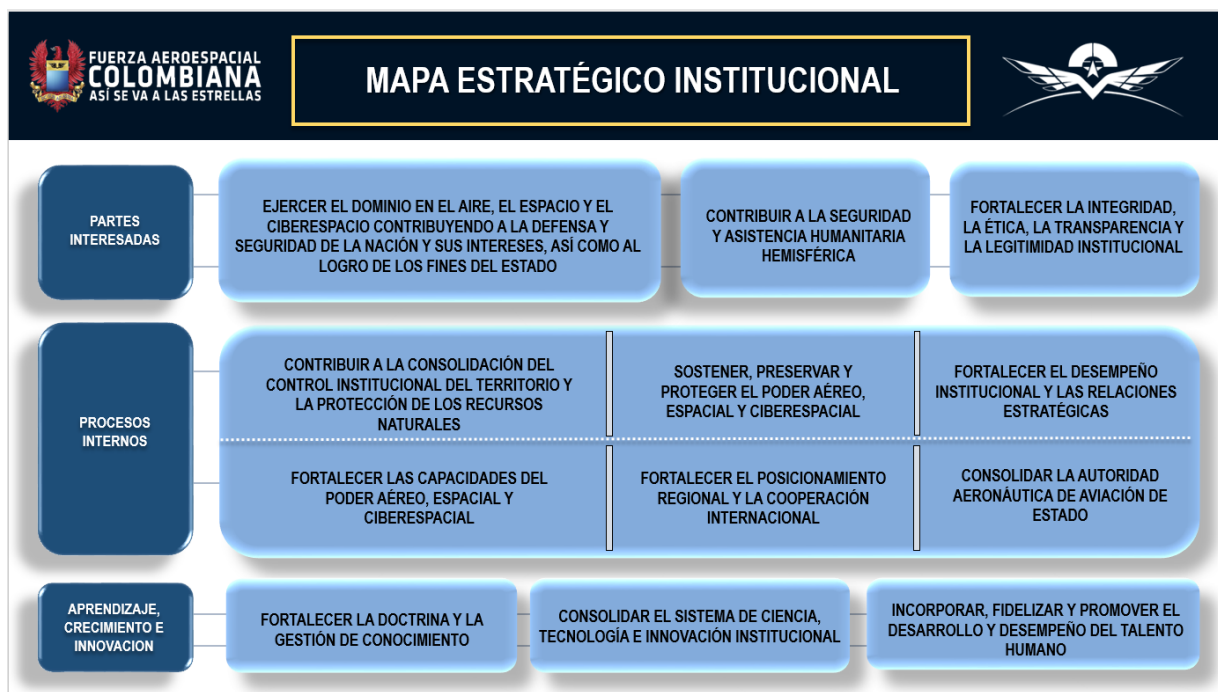 FUERZA AEROESPACIAL
COLOMBIANA
ASÍ SE VA A LAS ESTRELLAS
MAPA ESTRATÉGICO INSTITUCIONAL
PARTES
INTERESADAS
EJERCER EL DOMINIO EN EL AIRE, EL ESPACIO Y EL
CIBERESPACIO CONTRIBUYENDO A LA DEFENSA Y
SEGURIDAD DE LA NACIÓN Y SUS INTERESES, ASÍ COMO AL
LOGRO DE LOS FINES DEL ESTADO
CONTRIBUIR A LA SEGURIDAD
Y ASISTENCIA HUMANITARIA
HEMISFÉRICA
FORTALECER LA INTEGRIDAD,
LA ÉTICA, LA TRANSPARENCIA Y
LA LEGITIMIDAD INSTITUCIONAL
PROCESOS
INTERNOS
CONTRIBUIR A LA CONSOLIDACIÓN DEL
CONTROL INSTITUCIONAL DEL TERRITORIO Y
LA PROTECCIÓN DE LOS RECURSOS
NATURALES
SOSTENER, PRESERVAR Y
PROTEGER EL PODER AÉREO,
ESPACIAL Y CIBERESPACIAL
FORTALECER EL DESEMPEÑO
INSTITUCIONAL Y LAS RELACIONES
ESTRATÉGICAS
FORTALECER LAS CAPACIDADES DEL
PODER AÉREO, ESPACIAL Y
CIBERESPACIAL
FORTALECER EL POSICIONAMIENTO
REGIONAL Y LA COOPERACIÓN
INTERNACIONAL
CONSOLIDAR LA AUTORIDAD
AERONÁUTICA DE AVIACIÓN DE
ESTADO
APRENDIZAJE,
CRECIMIENTO E
INNOVACION
FORTALECER LA DOCTRINA Y LA
GESTIÓN DE CONOCIMIENTO
CONSOLIDAR EL SISTEMA DE CIENCIA,
TECNOLOGÍA E INNOVACIÓN INSTITUCIONAL
INCORPORAR, FIDELIZAR Y PROMOVER EL
DESARROLLO Y DESEMPEÑO DEL TALENTO
HUMANO